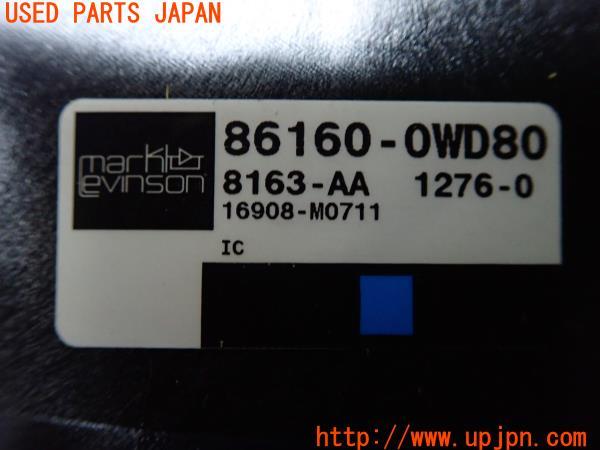 USED PARTS JAPAN
mark
levinson
86160-0WD80
8163-AA 1276-0
16908-M0711
IC
http://www.upjpn.com/